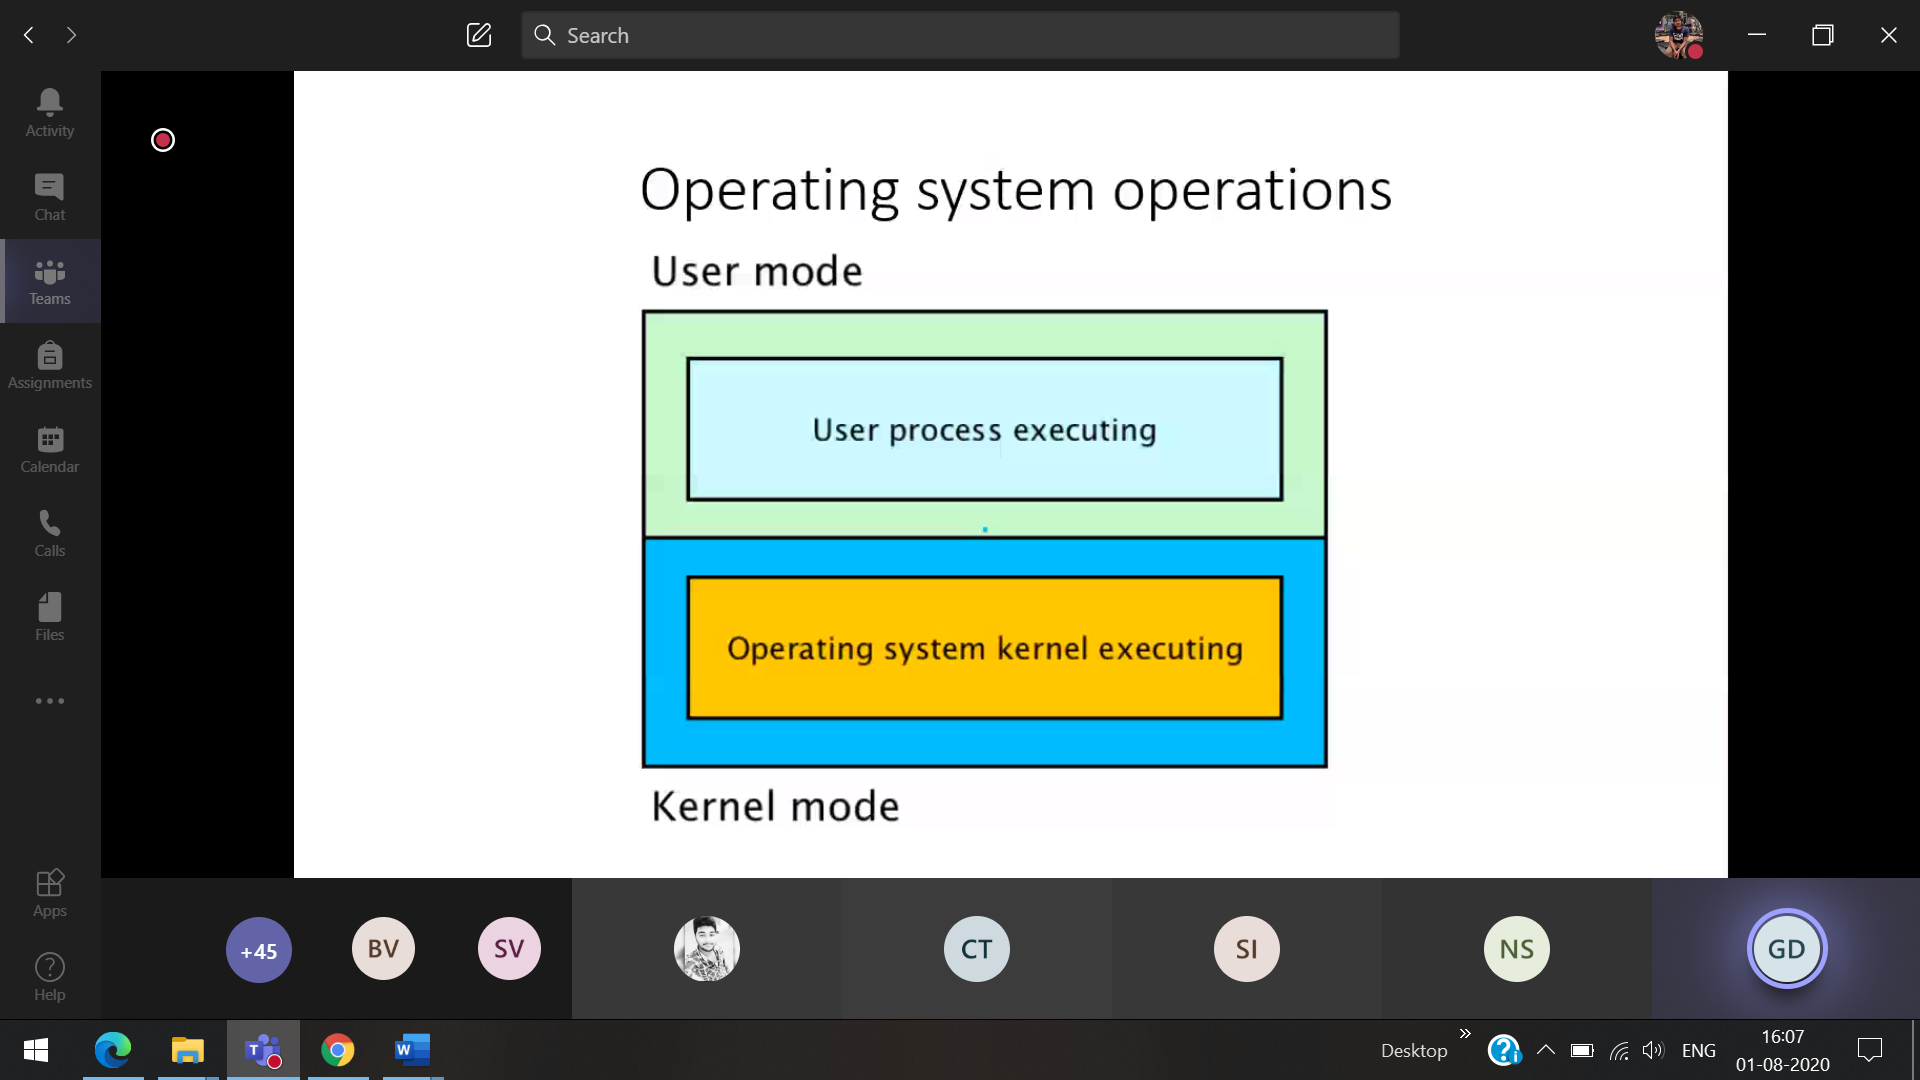 Search
Activity
Chat
Teams
Assignments
Calendar
Calls
Files
Apps
Help
Operating system operations
User mode
User process executing
Operating system kernel executing
Kernel mode
+45
BV
SV
CT
SI
NS
GD
Desktop
ENG
16:07
01-08-2020